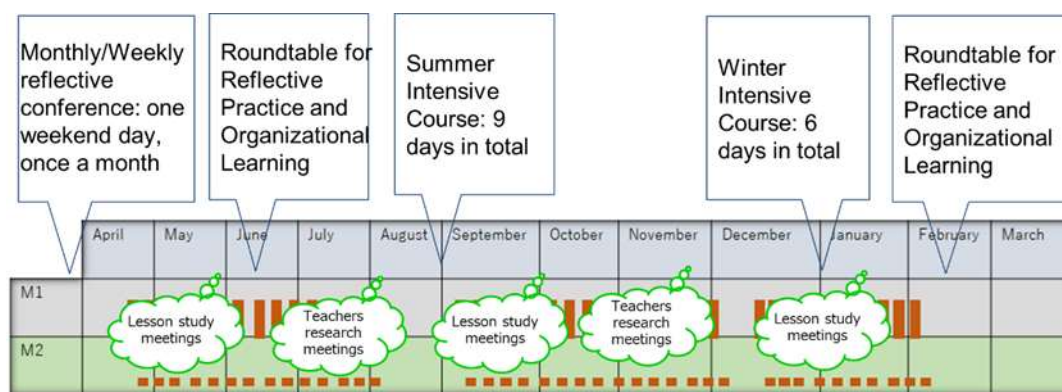 Monthly/Weekly
reflective
conference: one
weekend day,
once a month
Roundtable for
Reflective
Practice and
Organizational
Learning
Summer
Intensive
Course: 9
days in total
Winter
Intensive
Course: 6
days in total
Roundtable for
Reflective
Practice and
Organizational
Learning
April May June July August September October November December January February March
M1
Lesson study
meetings
Teachers
research
meetings
Lesson study
meetings
Teachers
research
meetings
Lesson study
meetings
M2